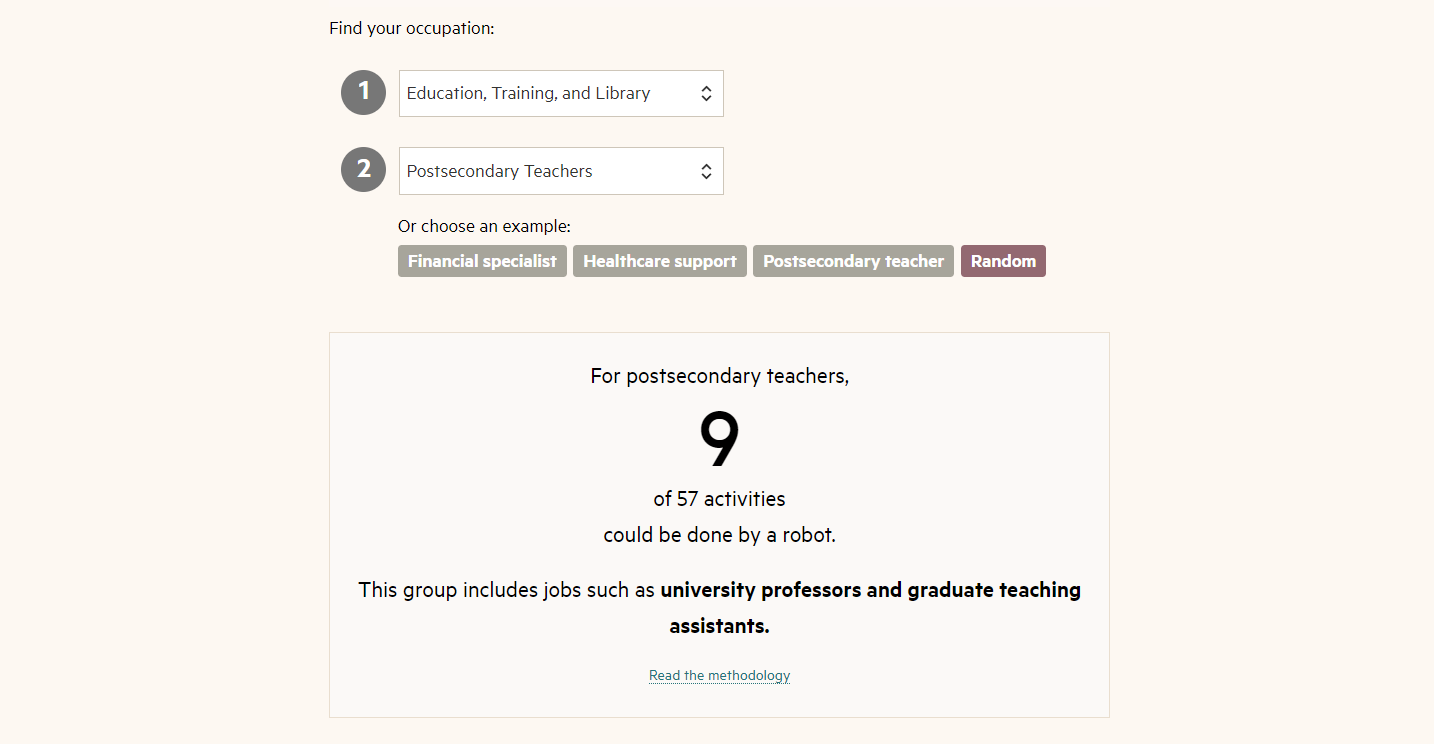 Find your occupation:
1
Education, Training, and Library
2
Postsecondary Teachers
Or choose an example:
Financial specialist
Healthcare support
Postsecondary teacher
Random
For postsecondary teachers,
9
of 57 activities
could be done by a robot.
This group includes jobs such as university professors and graduate teaching
assistants.
Read the methodology